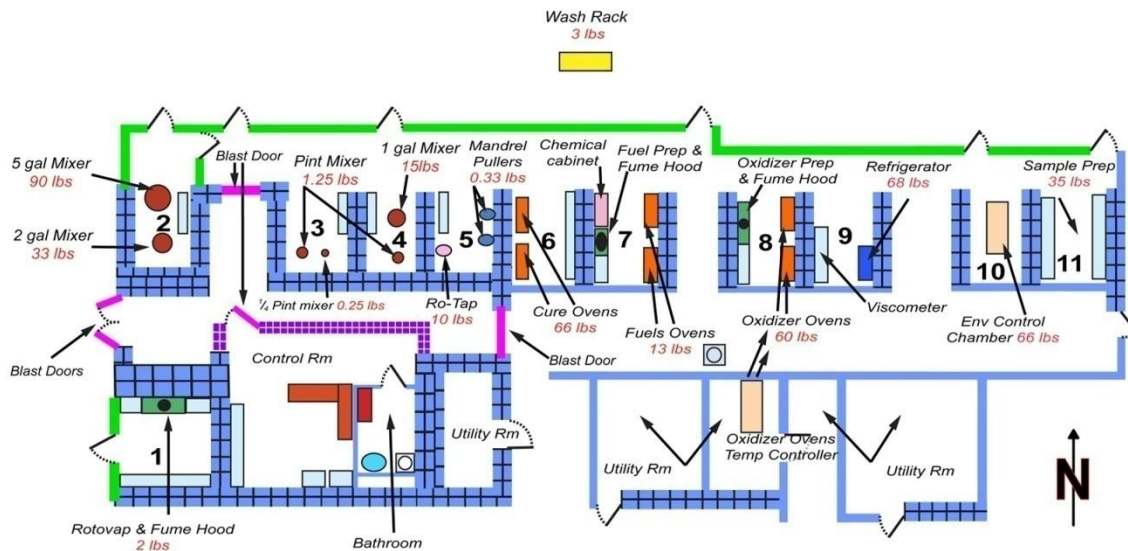 Wash Rack
3 lbs
5 gal Mixer
90 lbs
2 gal Mixer
33 lbs
2
Blast Door
Pint Mixer
1.25 lbs
3
¼ Pint mixer 0.25 lbs
1 gal Mixer
15lbs
4
Mandrel
Pullers
0.33 lbs
5
Ro-Tap
10 lbs
Chemical
cabinet
6
Cure Ovens
66 lbs
Fuel Prep &
Fume Hood
7
Fuels Ovens
13 lbs
Oxidizer Prep
& Fume Hood
8
Oxidizer Ovens
60 lbs
Refrigerator
68 lbs
9
Viscometer
10
Env Control
Chamber 66 lbs
Sample Prep
35 lbs
11
Blast Doors
Control Rm
Blast Door
1
Rotovap & Fume Hood
2 lbs
Bathroom
Utility Rm
Utility Rm
Oxidizer Ovens
Temp Controller
Utility Rm
N